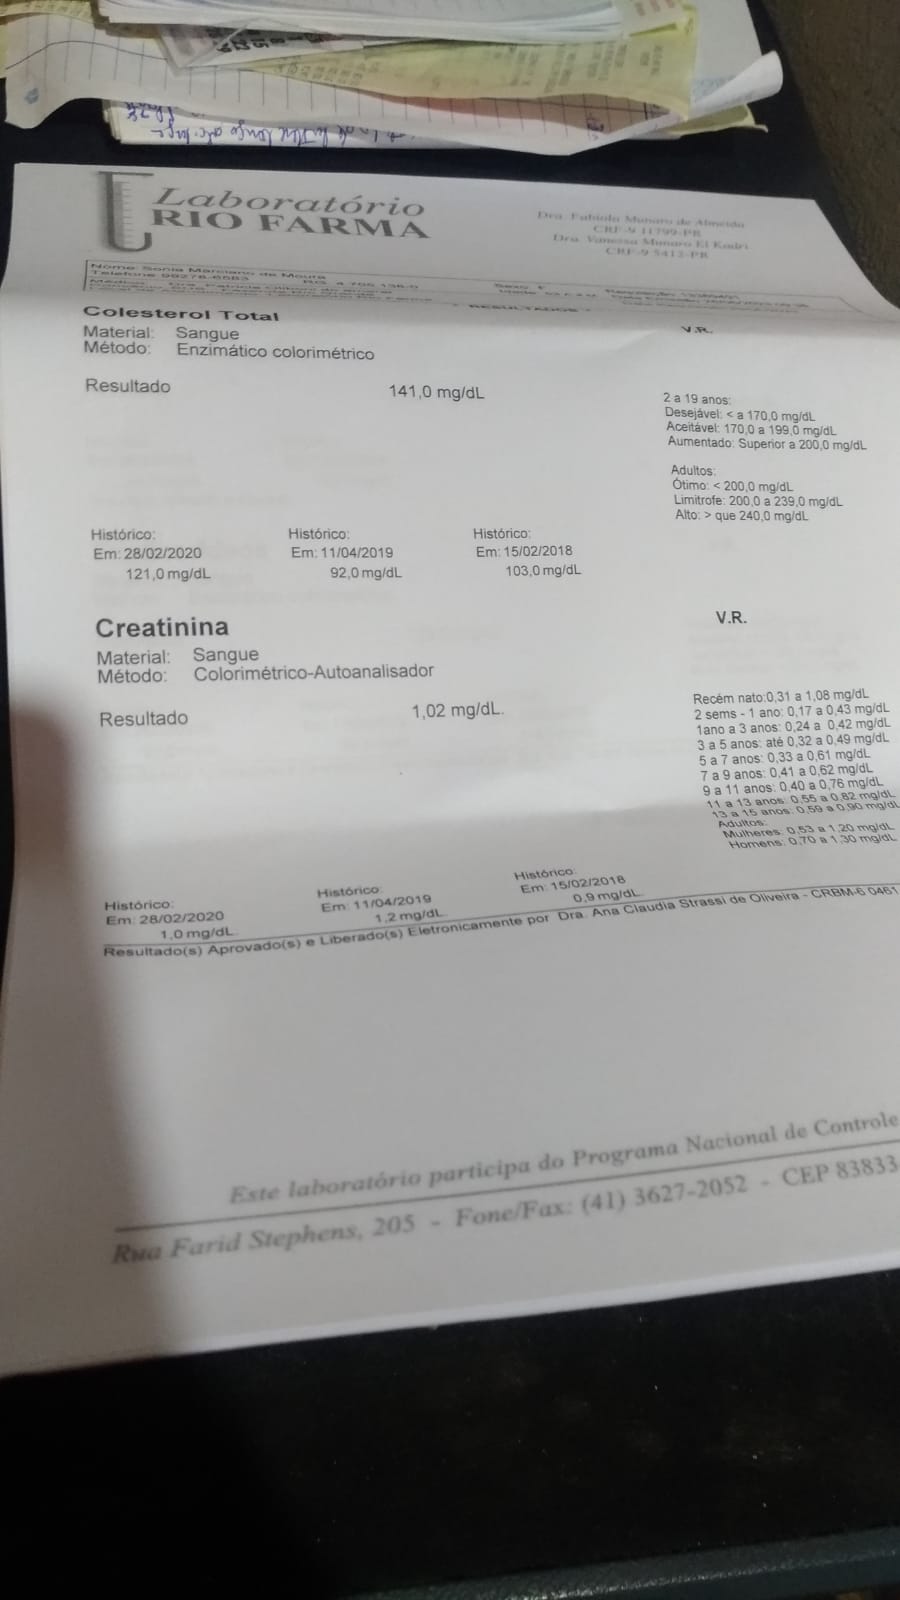 Laboratório
RIO FARMA
Dra. Fabiola Munaro de Almeida
CRF-9 11799-PR
Dra. Vanessa Munaro El Kadri
CRF-9 5412-PR
Nome: Sonia Marciano de Moura
Telefone
RG:
Sexo: F
Médico: Dra. Patricia
RESULTADOS
Colesterol Total
V.R.
Material: Sangue
Método: Enzimático colorimétrico
Resultado 141,0 mg/dL
2 a 19 anos:
Desejável: < a 170,0 mg/dL
Aceitável: 170,0 a 199,0 mg/dL
Aumentado: Superior a 200,0 mg/dL
Adultos:
Ótimo: < 200,0 mg/dL
Limitrofe: 200,0 a 239,0 mg/dL
Alto: > que 240,0 mg/dL
Histórico: Histórico: Histórico:
Em: 28/02/2020 Em: 11/04/2019 Em: 15/02/2018
121,0 mg/dL 92,0 mg/dL 103,0 mg/dL
Creatinina
V.R.
Material: Sangue
Método: Colorimétrico-Autoanalisador
Resultado 1,02 mg/dL.
Recém nato:0,31 a 1,08 mg/dL
2 sems - 1 ano: 0,17 a 0,43 mg/dL
1ano a 3 anos: 0,24 a 0,42 mg/dL
3 a 5 anos: até 0,32 a 0,49 mg/dL
5 a 7 anos: 0,33 a 0,61 mg/dL
7 a 9 anos: 0,41 a 0,62 mg/dL
9 a 11 anos: 0,40 a 0,76 mg/dL
11 a 13 anos: 0,55 a 0,82 mg/dL
13 a 15 anos: 0,59 a 0,90 mg/dL
Adultos:
Mulheres: 0,53 a 1,20 mg/dL
Homens: 0,70 a 1,30 mg/dL
Histórico: Histórico: Histórico:
Em: 28/02/2020 Em: 11/04/2019 Em: 15/02/2018
1,0 mg/dL 1,2 mg/dL 0,9 mg/dL
Resultado(s) Aprovado(s) e Liberado(s) Eletronicamente por Dra. Ana Claudia Strassi de Oliveira - CRBM-6 0461
Este laboratório participa do Programa Nacional de Controle
Rua Farid Stephens, 205 - Fone/Fax: (41) 3627-2052 - CEP 83833